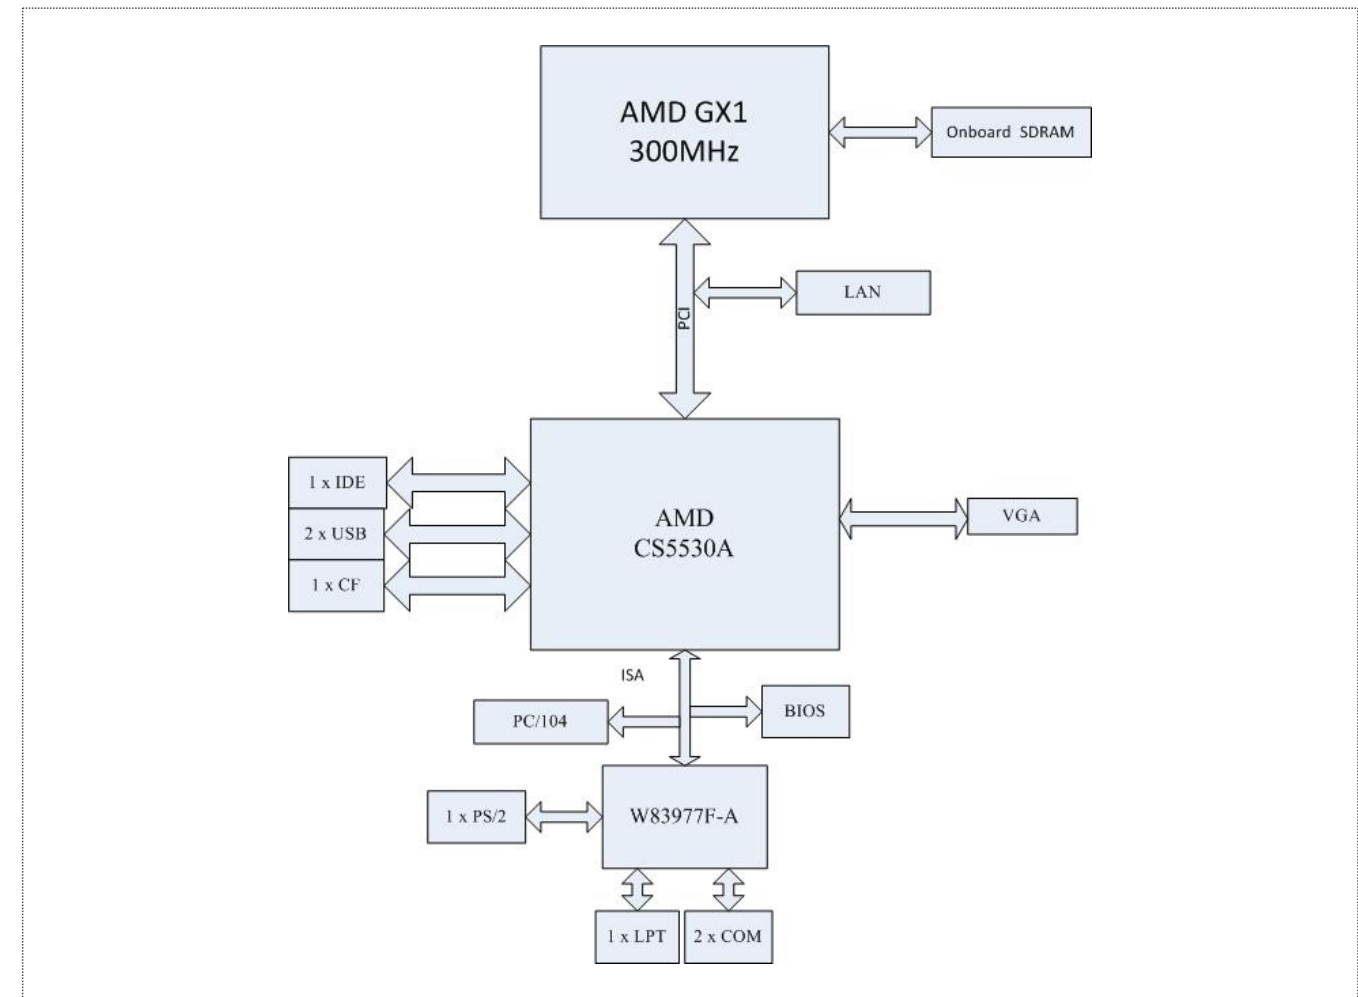 AMD GX1
300MHz
Onboard SDRAM
LAN
PCI
1 x IDE
2 x USB
1 x CF
AMD
CS5530A
VGA
ISA
PC/104
BIOS
1 x PS/2
W83977F-A
1 x LPT
2 x COM